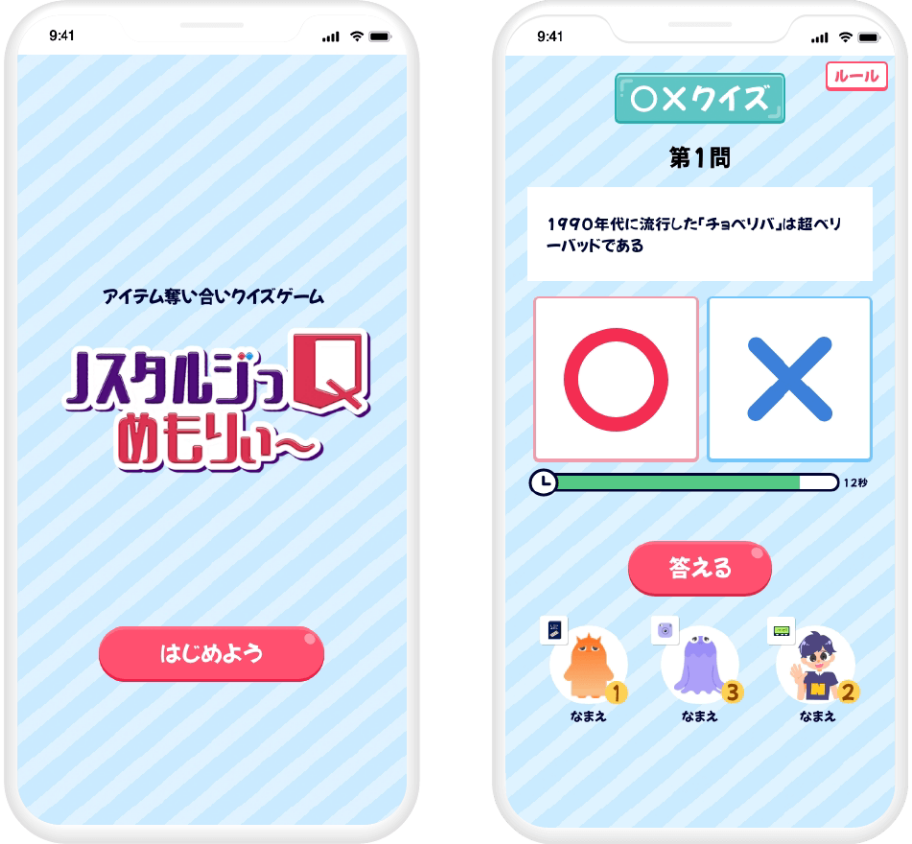 9:41
アイテム奪い合いクイズゲーム
ノスタルジっQ
めもりぃ~
はじめよう
9:41
ルール
○×クイズ
第1問
1990年代に流行した「チョベリバ」は超ベリ
ーバッドである
12秒
答える
1
3
N
2
なまえ
なまえ
なまえ